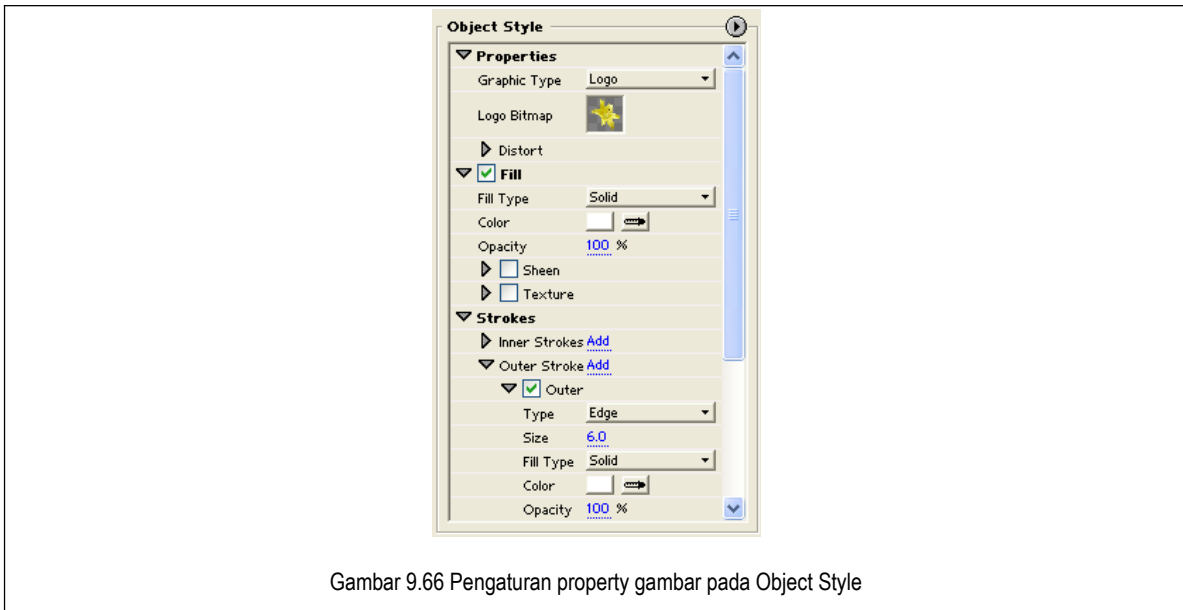 Object Style
Properties
Graphic Type Logo
Logo Bitmap
Distort
Fill
Fill Type Solid
Color
Opacity 100 %
Sheen
Texture
Strokes
Inner Strokes Add
Outer Stroke Add
Outer
Type Edge
Size 6.0
Fill Type Solid
Color
Opacity 100 %
Gambar 9.66 Pengaturan property gambar pada Object Style